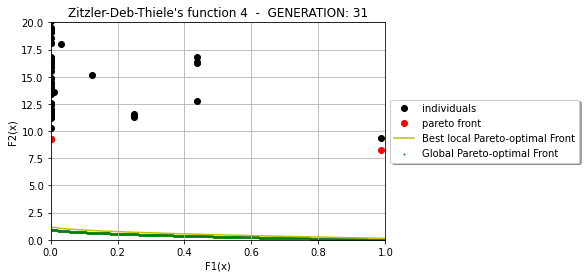 Zitzler-Deb-Thiele's function 4  -  GENERATION: 31
20.0
17.5
15.0
12.5
10.0
7.5
5.0
2.5
0.0
F2(x)
0.0 0.2 0.4 0.6 0.8 1.0
F1(x)
individuals
pareto front
Best local Pareto-optimal Front
Global Pareto-optimal Front